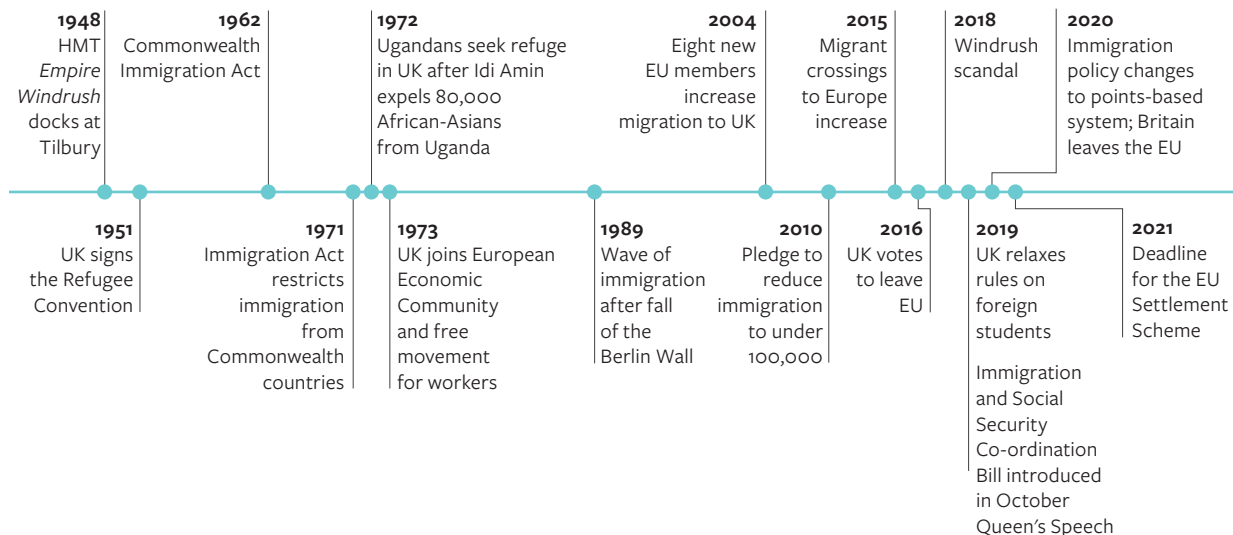 1948
HMT
Empire
Windrush
docks at
Tilbury
1962
Commonwealth
Immigration Act
1972
Ugandans seek refuge
in UK after Idi Amin
expels 80,000
African-Asians
from Uganda
2004
Eight new
EU members
increase
migration to UK
2015
Migrant
crossings
to Europe
increase
2018
Windrush
scandal
2020
Immigration
policy changes
to points-based
system; Britain
leaves the EU
1951
UK signs
the Refugee
Convention
1971
Immigration Act
restricts
immigration
from
Commonwealth
countries
1973
UK joins European
Economic
Community
and free
movement
for workers
1989
Wave of
immigration
after fall
of the
Berlin Wall
2010
Pledge to
reduce
immigration
to under
100,000
2016
UK votes
to leave
EU
2019
UK relaxes
rules on
foreign
students
Immigration
and Social
Security
Co-ordination
Bill introduced
in October
Queen's Speech
2021
Deadline
for the EU
Settlement
Scheme